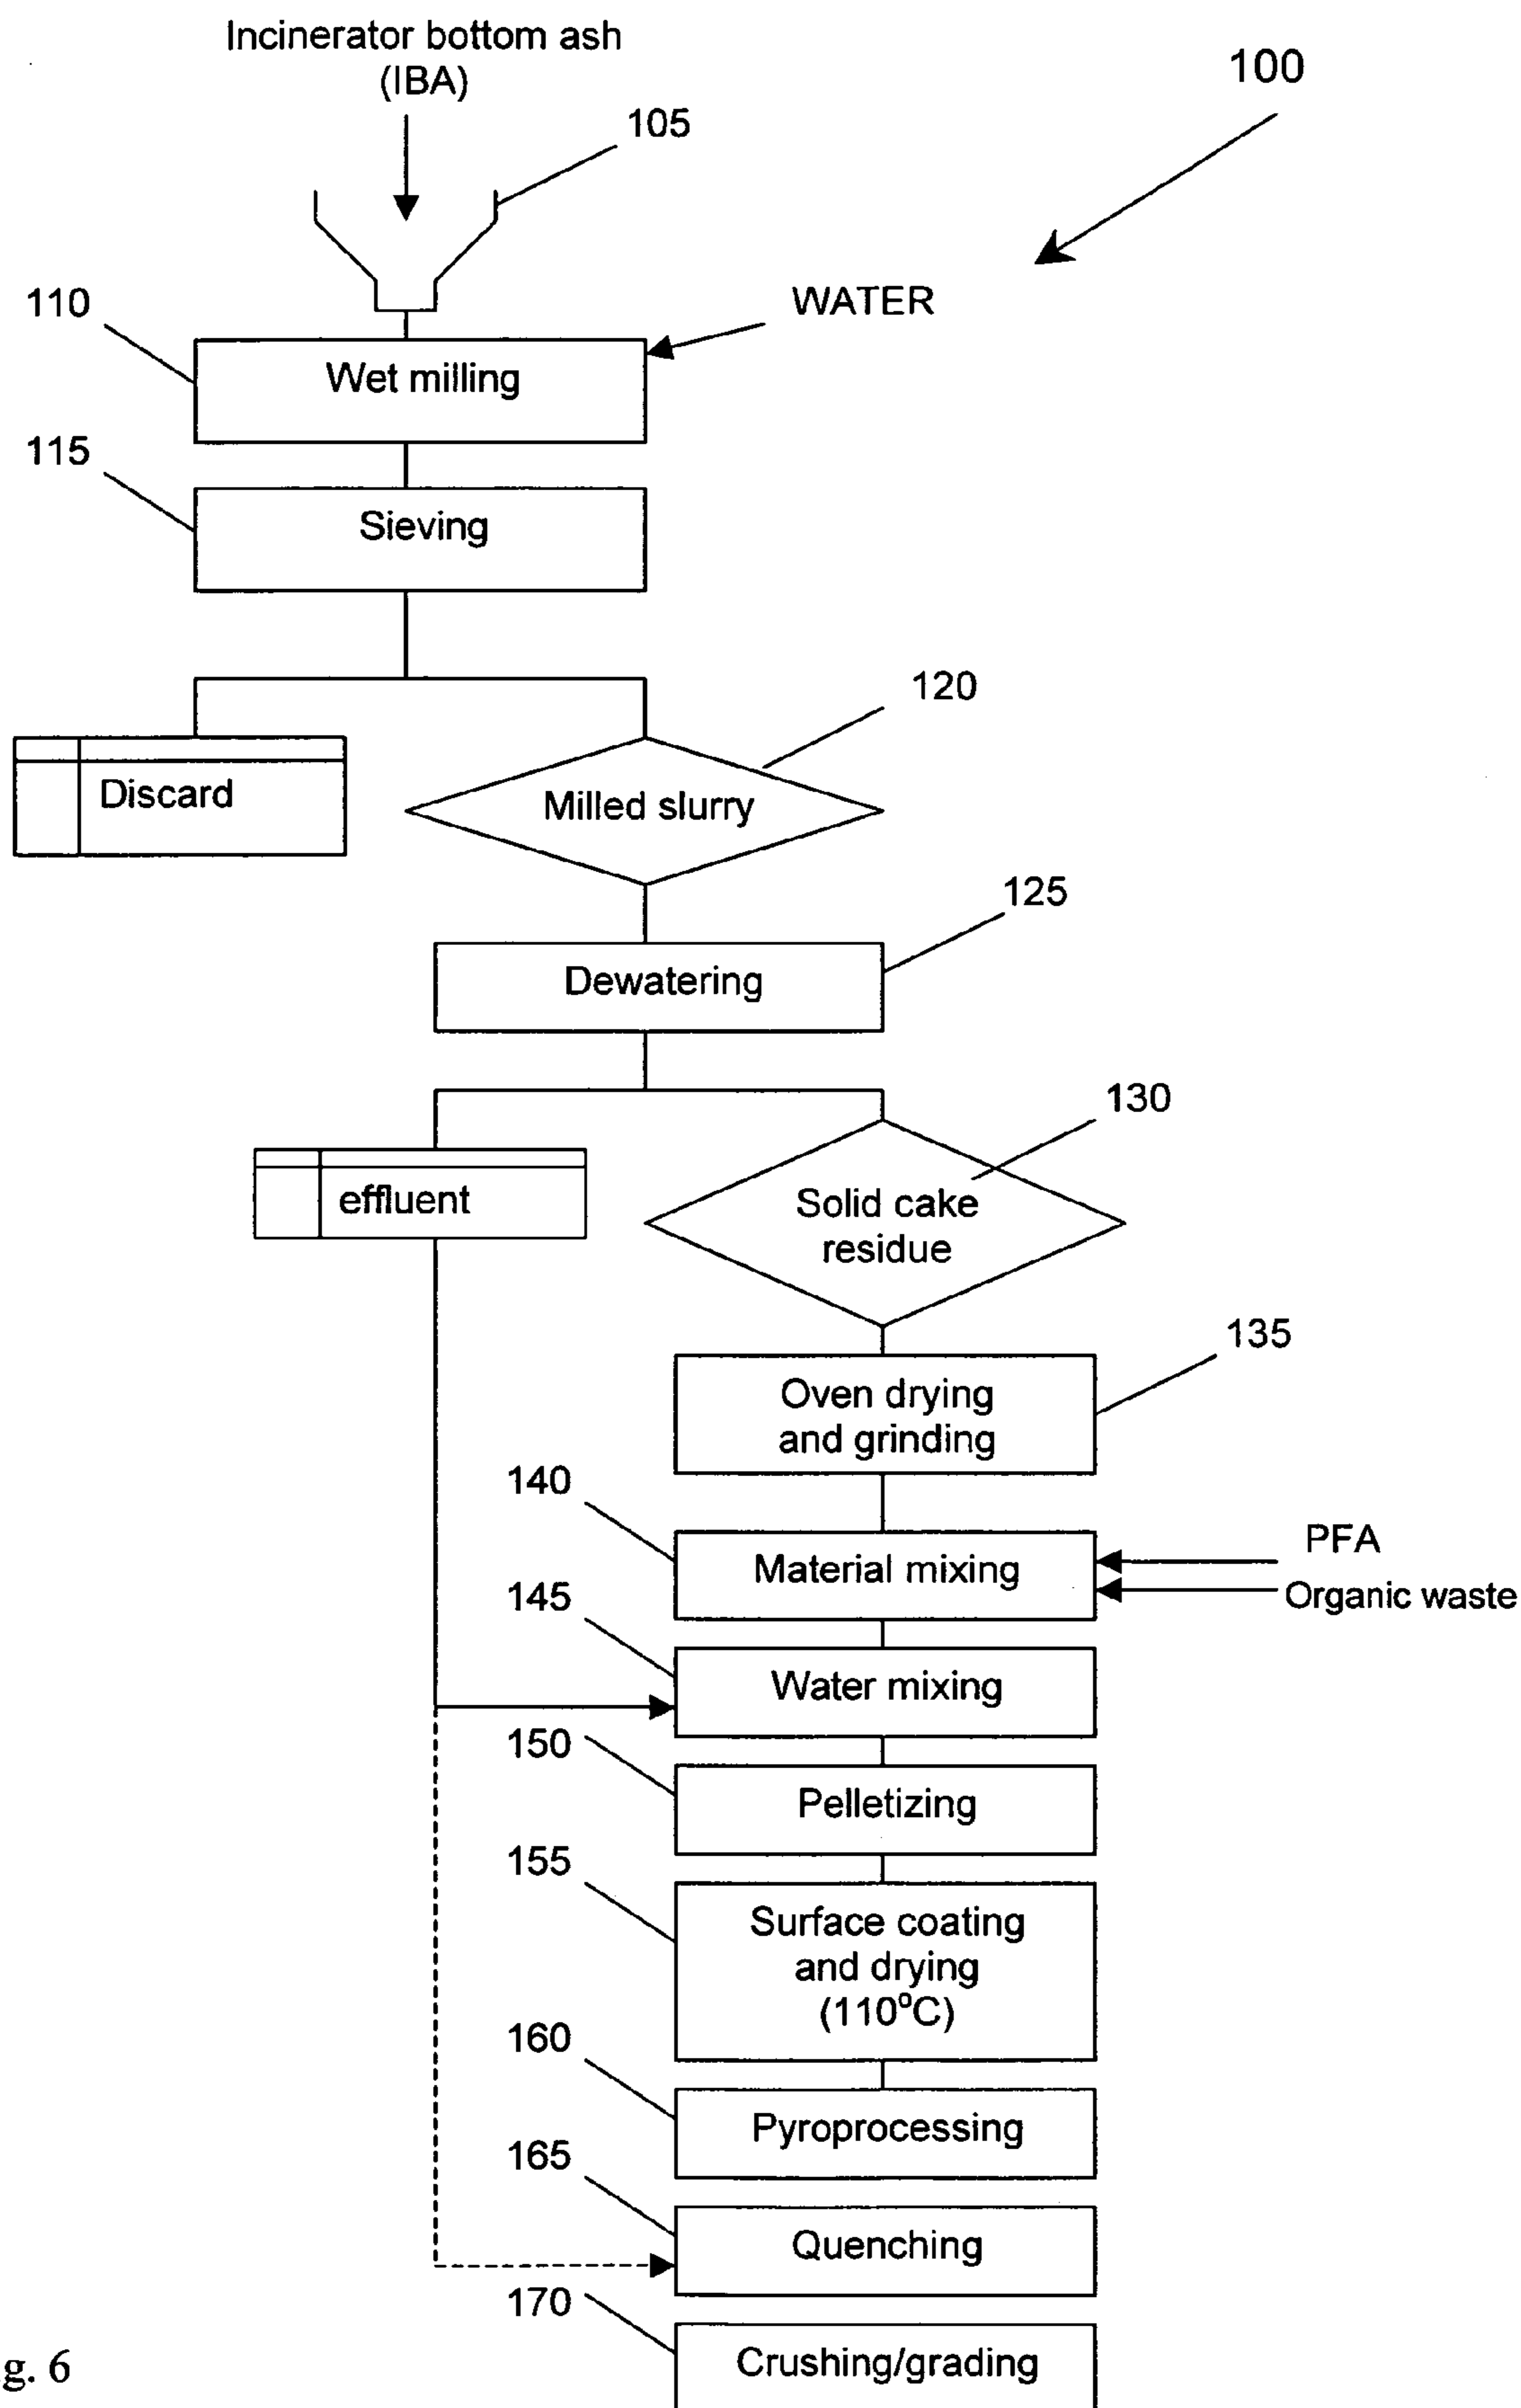 Incinerator bottom ash
(IBA)
100
105
WATER
110
Wet milling
115
Sieving
120
Discard
Milled slurry
125
Dewatering
130
effluent
Solid cake
residue
135
Oven drying
and grinding
140
PFA
Material mixing
Organic waste
145
Water mixing
150
Pelletizing
155
Surface coating
and drying
(110°C)
160
Pyroprocessing
165
Quenching
170
Crushing/grading
g. 6